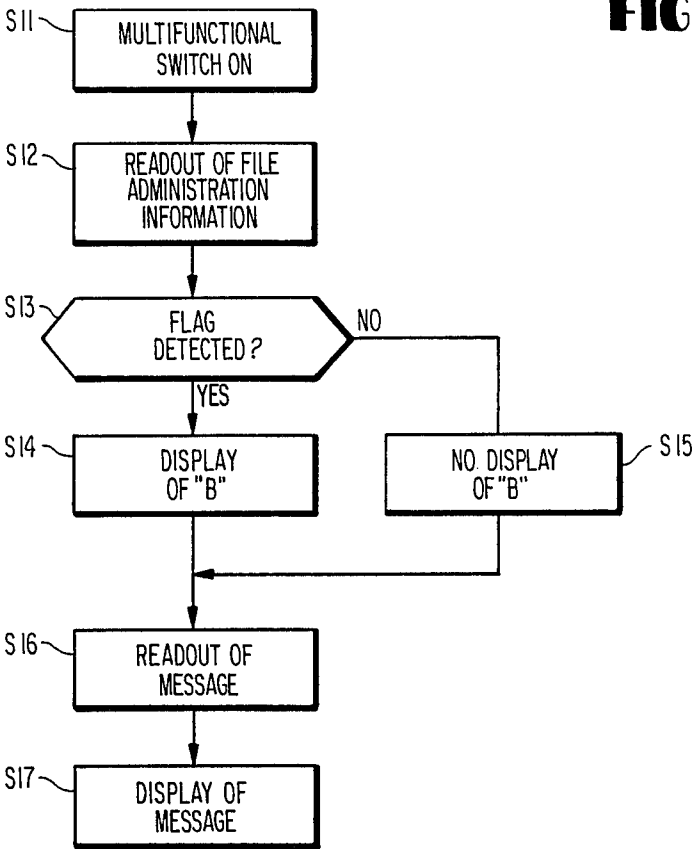 FIG
S11
MULTIFUNCTIONAL
SWITCH ON
S12
READOUT OF FILE
ADMINISTRATION
INFORMATION
S13
FLAG
DETECTED?
NO
YES
S14
DISPLAY
OF "B"
NO. DISPLAY
OF "B"
S15
S16
READOUT OF
MESSAGE
S17
DISPLAY OF
MESSAGE